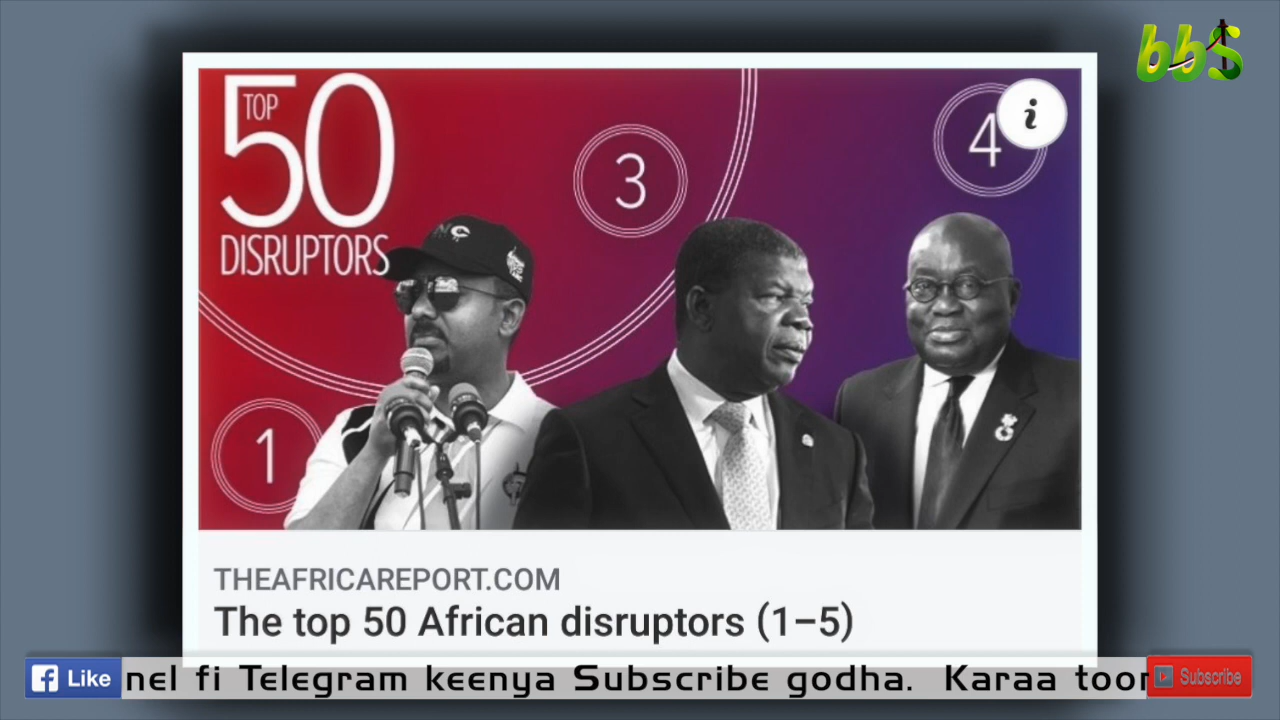 bbS
TOP
50
DISRUPTORS
3
4
i
1
THEAFRICAREPORT.COM
The top 50 African disruptors (1–5)
Like
nel fi Telegram keenya Subscribe godha. Karaa toor
Subscribe